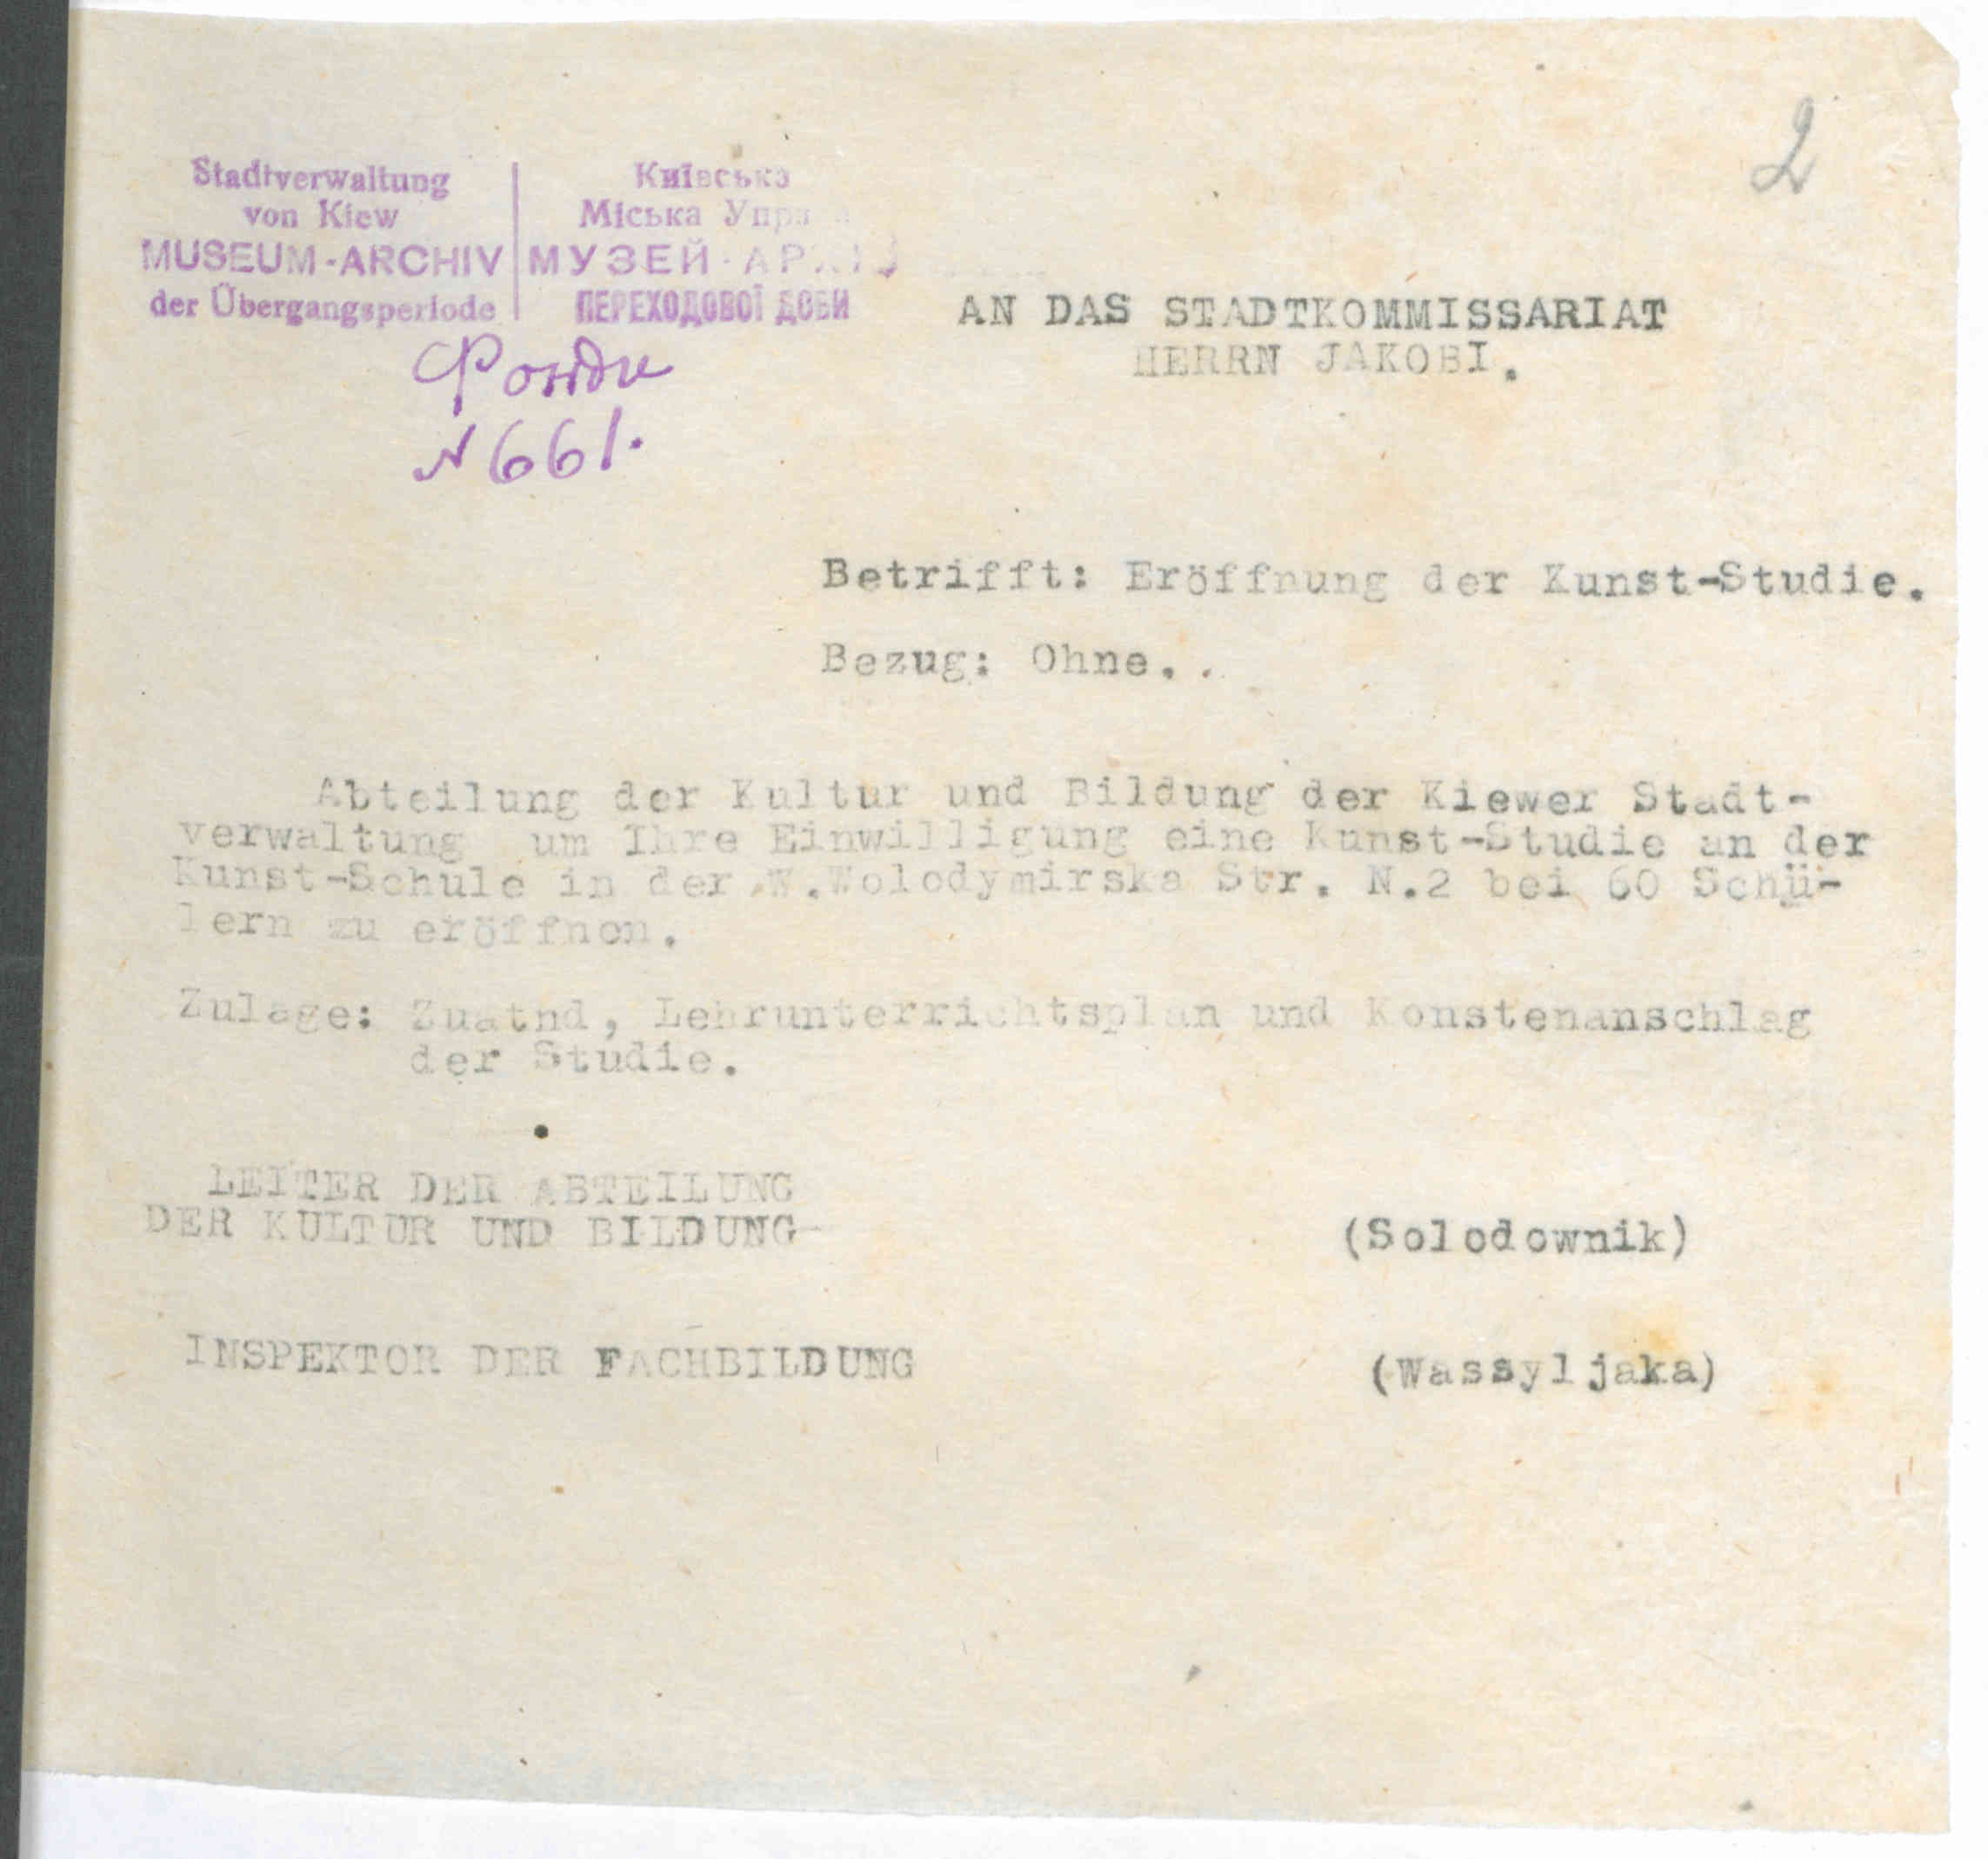 2
Stadtverwaltung
von Kiew
MUSEUM-ARCHIV
der Übergangsperiode
Київська
Міська
МУЗЕЙ-АРХІВ
ПЕРЕХОДОВОЇ ДОБИ
Фонди
N 661.
AN DAS STADTKOMMISSARIAT
HERRN JAKOBI.
Betrifft: Eröffnung der Kunst-Studie.
Bezug: Ohne..
Abteilung der Kultur und Bildung der Kiewer Stadt-
verwaltung um Ihre Einwilligung eine Kunst-Studie an der
Kunst-Schule in der W.Wolodymirska Str. N.2 bei 60 Schü-
lern zu eröffnen.
Zulage: Zuatnd, Lehrunterrichtsplan und Konstenanschlag
der Studie.
LEITER DER ABTEILUNG
DER KULTUR UND BILDUNG-
(Solodownik)
INSPEKTOR DER FACHBILDUNG
(Wassyljaka)